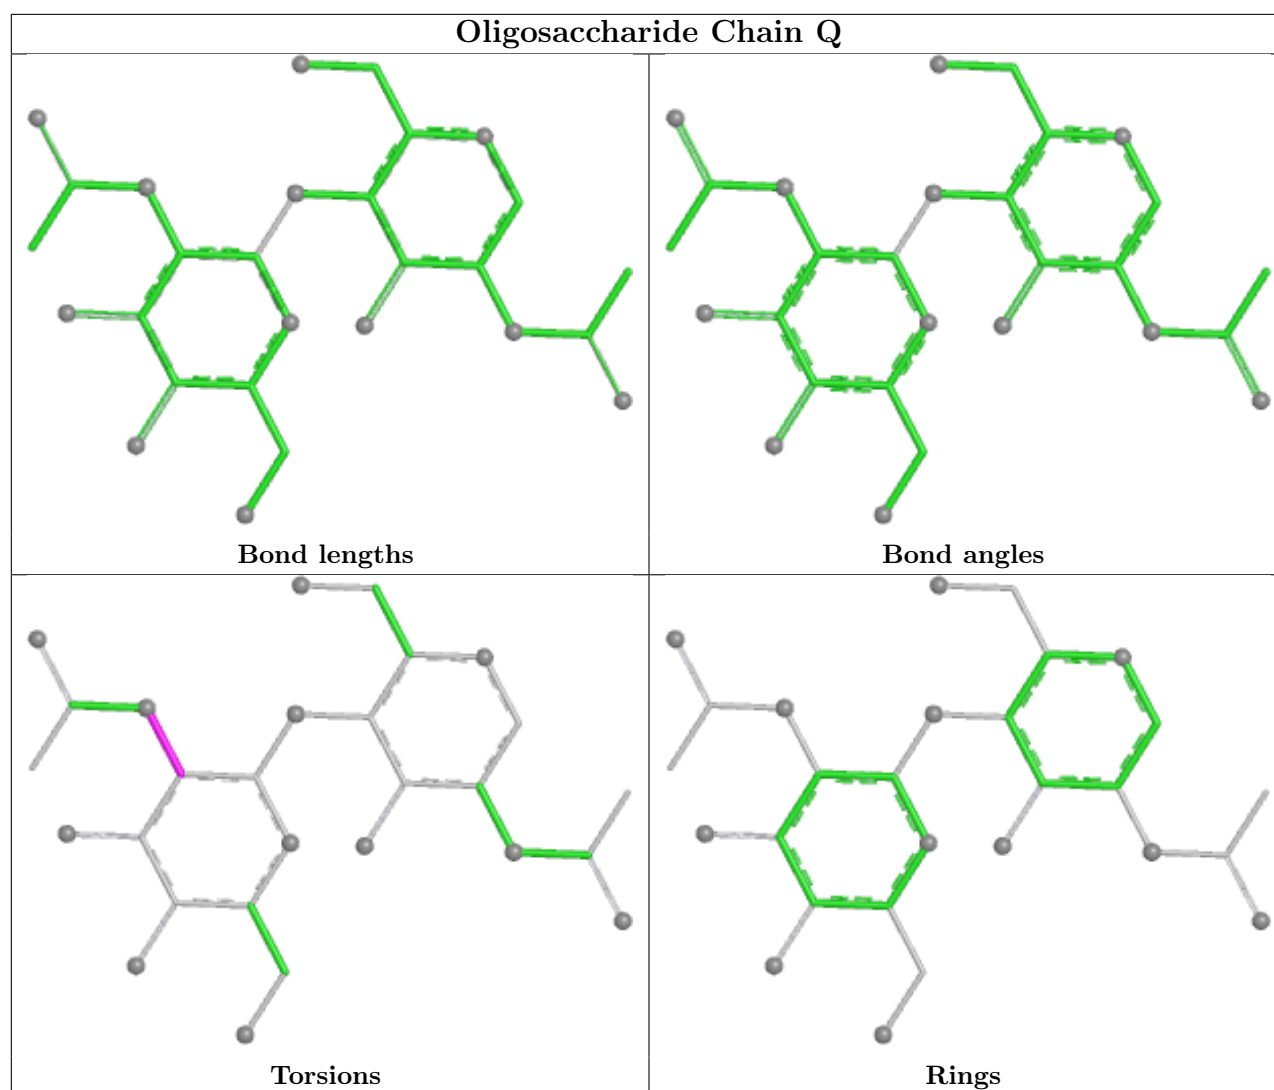 Oligosaccharide Chain Q
Bond lengths
Bond angles
Torsions
Rings